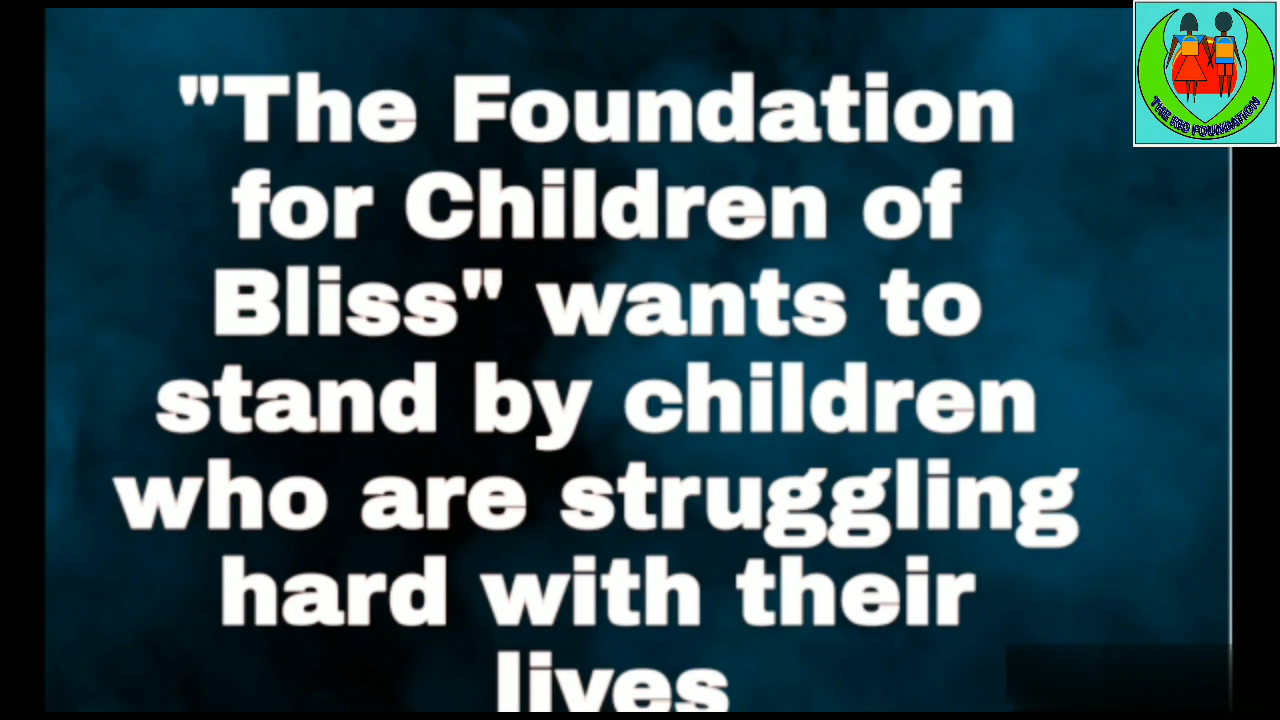 "The Foundation
for Children of
Bliss" wants to
stand by children
who are struggling
hard with their
lives